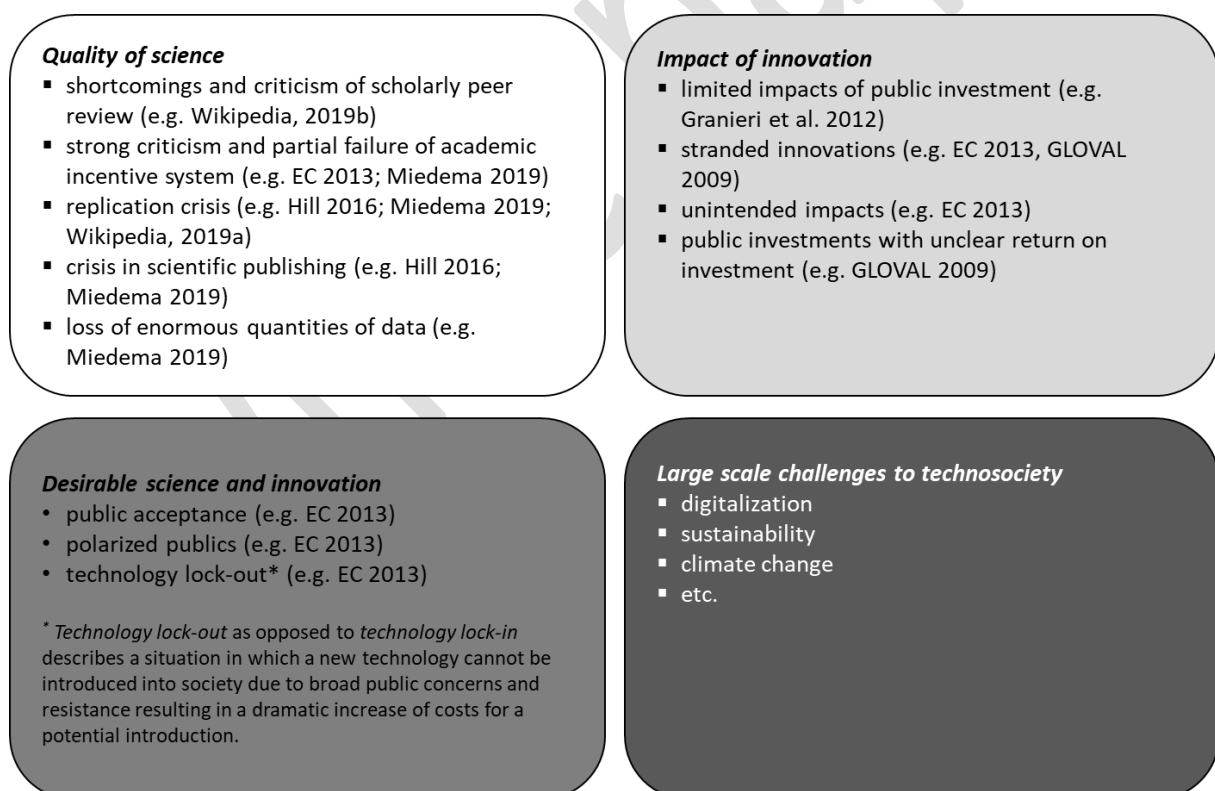 Quality of science
▪ shortcomings and criticism of scholarly peer
review (e.g. Wikipedia, 2019b)
▪ strong criticism and partial failure of academic
incentive system (e.g. EC 2013; Miedema 2019)
▪ replication crisis (e.g. Hill 2016; Miedema 2019;
Wikipedia, 2019a)
▪ crisis in scientific publishing (e.g. Hill 2016;
Miedema 2019)
▪ loss of enormous quantities of data (e.g.
Miedema 2019)
Impact of innovation
▪ limited impacts of public investment (e.g.
Granieri et al. 2012)
▪ stranded innovations (e.g. EC 2013, GLOVAL
2009)
▪ unintended impacts (e.g. EC 2013)
▪ public investments with unclear return on
investment (e.g. GLOVAL 2009)
Desirable science and innovation
• public acceptance (e.g. EC 2013)
• polarized publics (e.g. EC 2013)
• technology lock-out* (e.g. EC 2013)
* Technology lock-out as opposed to technology lock-in
describes a situation in which a new technology cannot be
introduced into society due to broad public concerns and
resistance resulting in a dramatic increase of costs for a
potential introduction.
Large scale challenges to technosociety
▪ digitalization
▪ sustainability
▪ climate change
▪ etc.